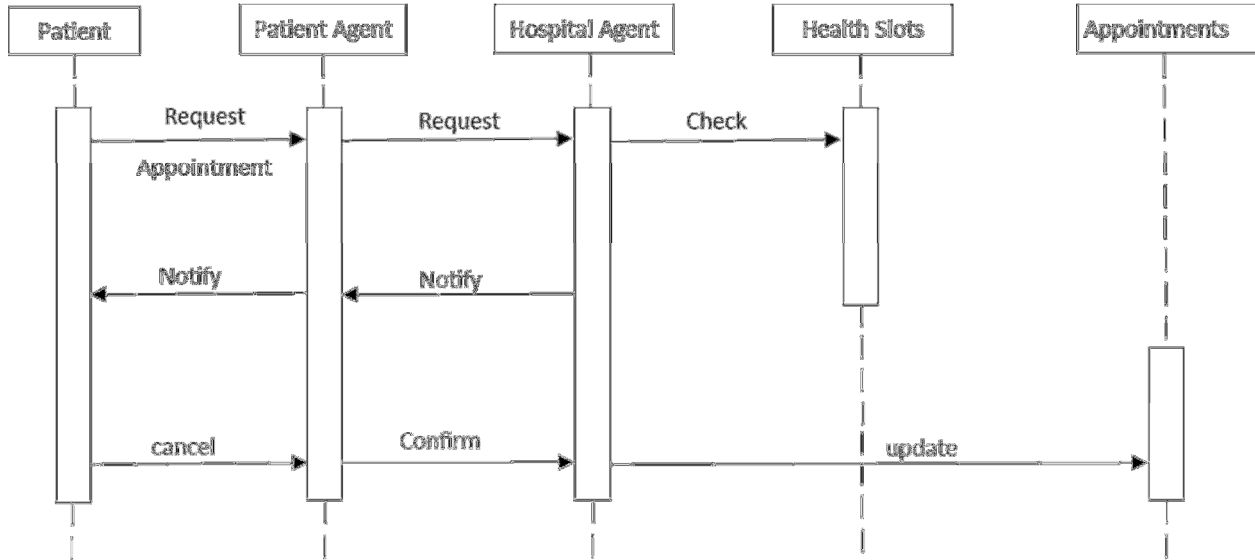 Patient
Patient Agent
Hospital Agent
Health Slots
Appointments
Request
Appointment
Request
Check
Notify
Notify
cancel
Confirm
update